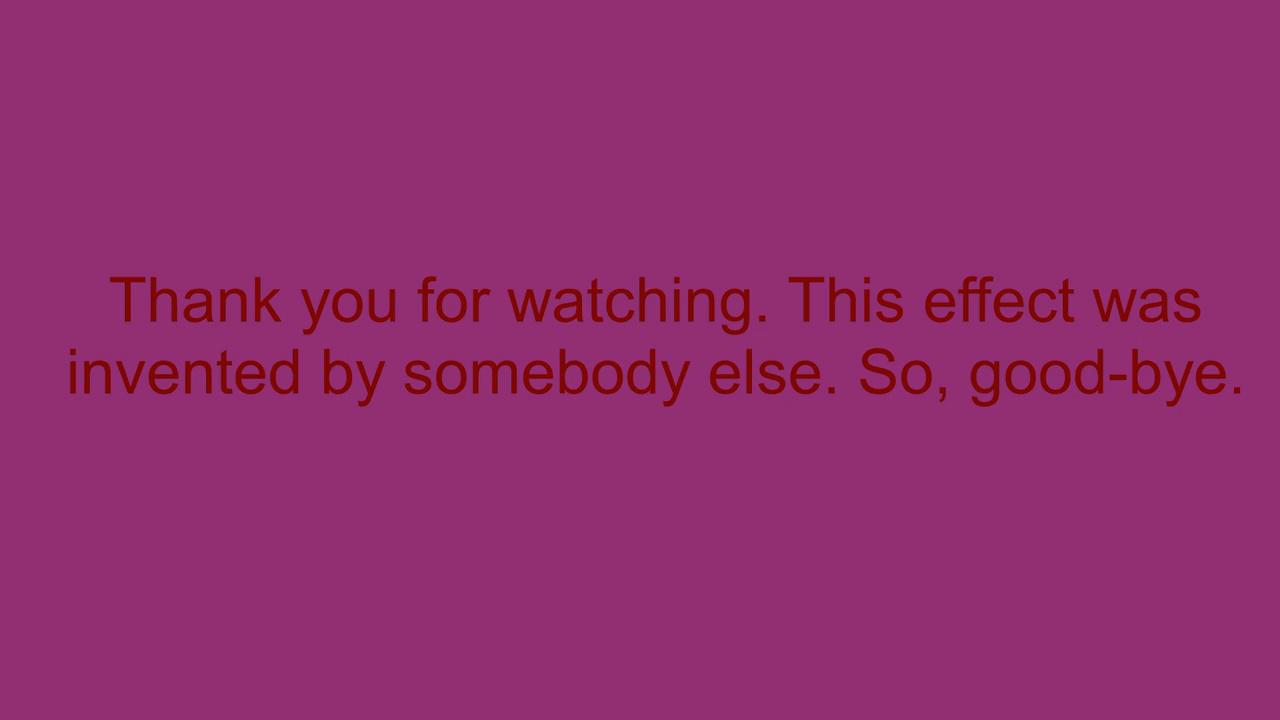 Thank you for watching. This effect was
invented by somebody else. So, good-bye.